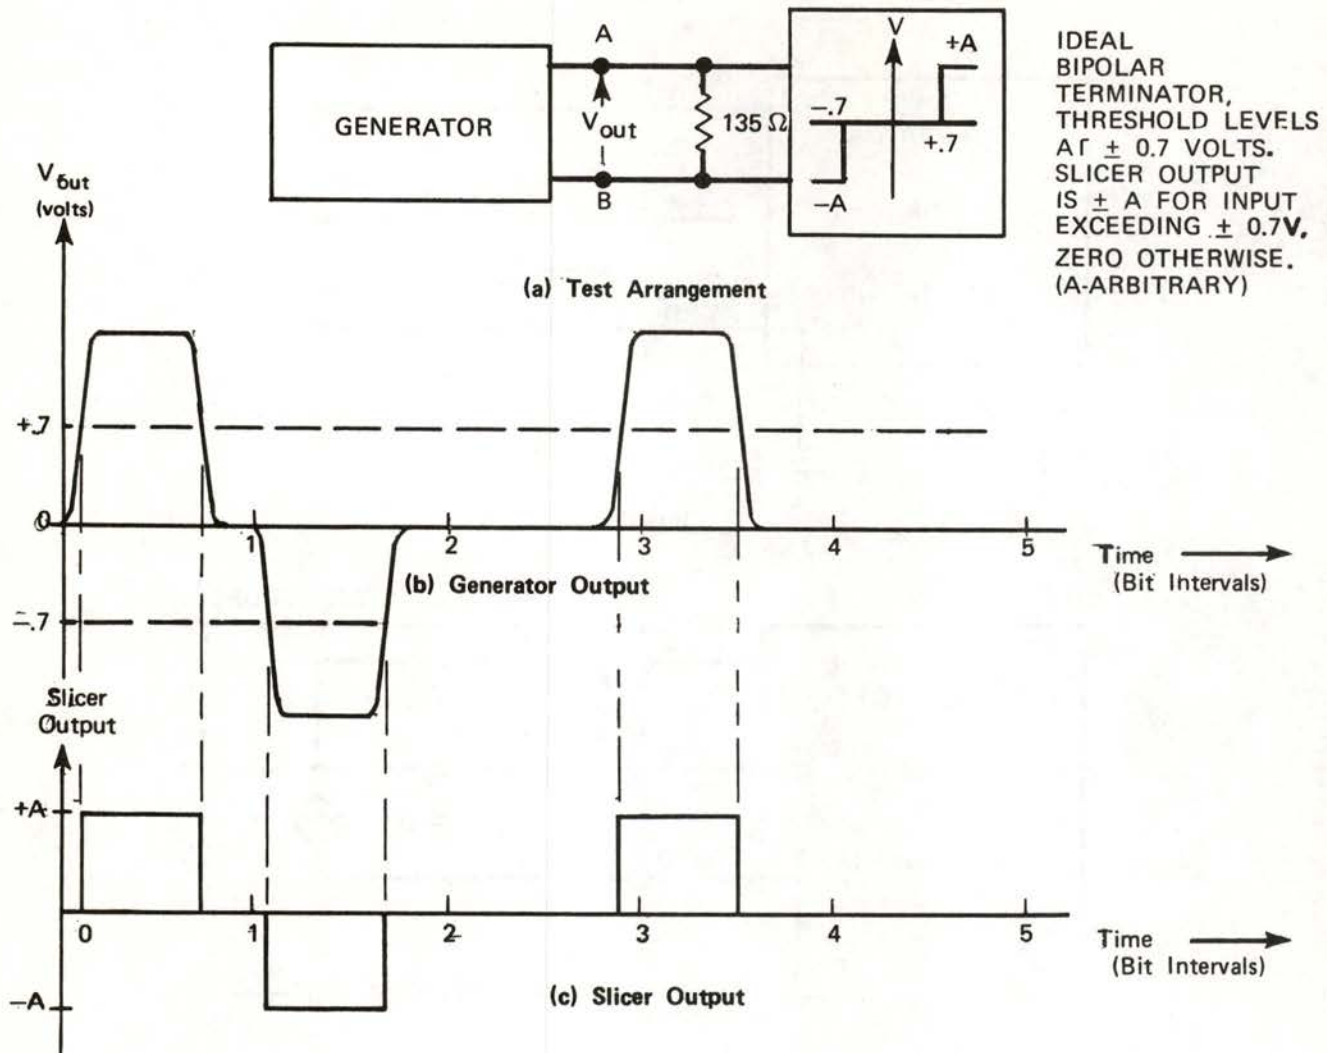 GENERATOR
A
V out
B
135 Ω
V
+A
−.7
+.7
−A
IDEAL
BIPOLAR
TERMINATOR,
THRESHOLD LEVELS
AT ± 0.7 VOLTS.
SLICER OUTPUT
IS ± A FOR INPUT
EXCEEDING ± 0.7V.
ZERO OTHERWISE.
(A-ARBITRARY)
(a) Test Arrangement
V out
(volts)
+.7
0
1
2
3
4
5
Time
(Bit Intervals)
(b) Generator Output
−.7
Slicer
Output
+A
0
1
2
3
4
5
Time
(Bit Intervals)
−A
(c) Slicer Output